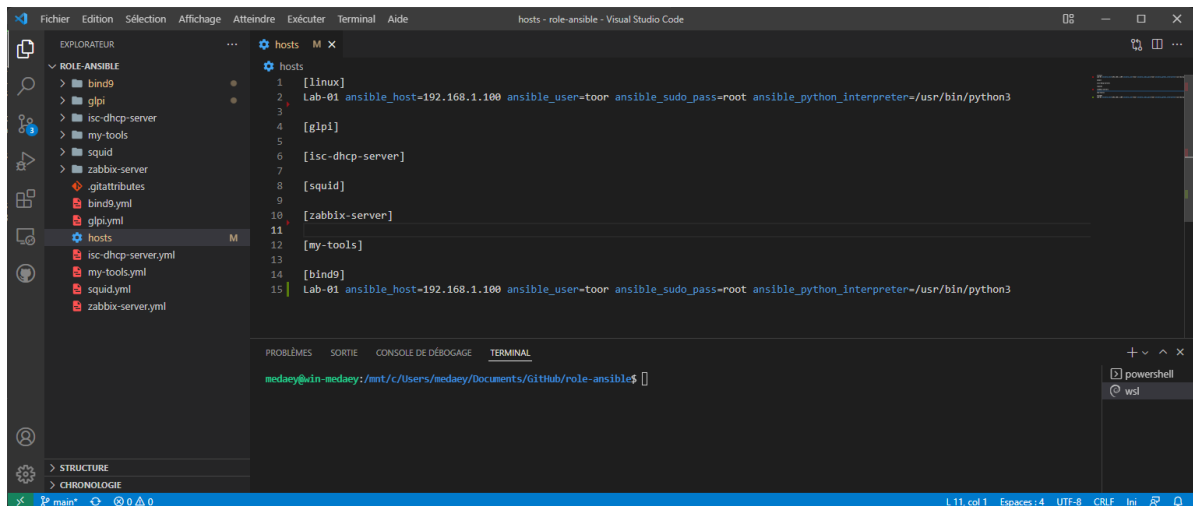 Fichier Edition Sélection Affichage Atteindre Exécuter Terminal Aide
hosts - role-ansible - Visual Studio Code
EXPLORATEUR
ROLE-ANSIBLE
bind9
glpi
isc-dhcp-server
my-tools
squid
zabbix-server
.gitattributes
bind9.yml
glpi.yml
hosts M
isc-dhcp-server.yml
my-tools.yml
squid.yml
zabbix-server.yml
STRUCTURE
CHRONOLOGIE
3
hosts M
hosts
1 [linux]
2 Lab-01 ansible_host=192.168.1.100 ansible_user=toor ansible_sudo_pass=root ansible_python_interpreter=/usr/bin/python3
3
4 [glpi]
5
6 [isc-dhcp-server]
7
8 [squid]
9
10 [zabbix-server]
11
12 [my-tools]
13
14 [bind9]
15 Lab-01 ansible_host=192.168.1.100 ansible_user=toor ansible_sudo_pass=root ansible_python_interpreter=/usr/bin/python3
PROBLÈMES SORTIE CONSOLE DE DÉBOGAGE TERMINAL
medaey@win-medaey:/mnt/c/Users/medaey/Documents/GitHub/role-ansible$
powershell
wsl
main* 0 0
L 11, col 1 Espaces : 4 UTF-8 CRLF Ini